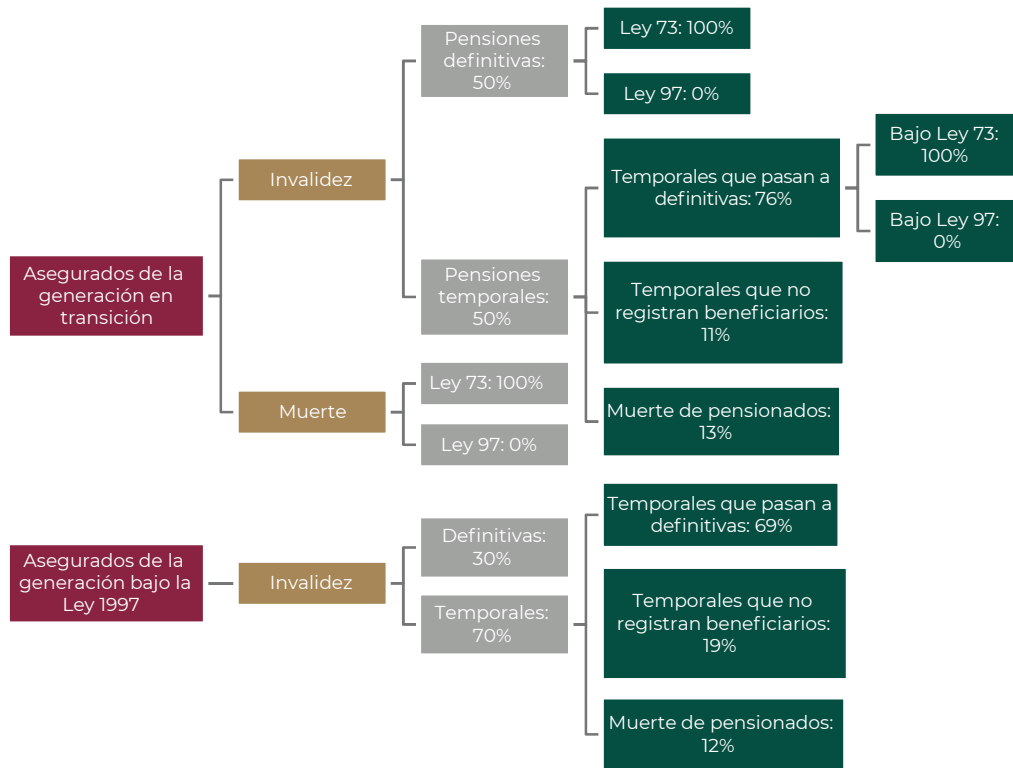 Asegurados de la
generación en
transición
Invalidez
Pensiones
definitivas:
50%
Ley 73: 100%
Ley 97: 0%
Pensiones
temporales:
50%
Temporales que pasan a
definitivas: 76%
Bajo Ley 73:
100%
Bajo Ley 97:
0%
Temporales que no
registran beneficiarios:
11%
Muerte de pensionados:
13%
Muerte
Ley 73: 100%
Ley 97: 0%
Asegurados de la
generación bajo la
Ley 1997
Invalidez
Definitivas:
30%
Temporales:
70%
Temporales que pasan a
definitivas: 69%
Temporales que no
registran beneficiarios:
19%
Muerte de pensionados:
12%